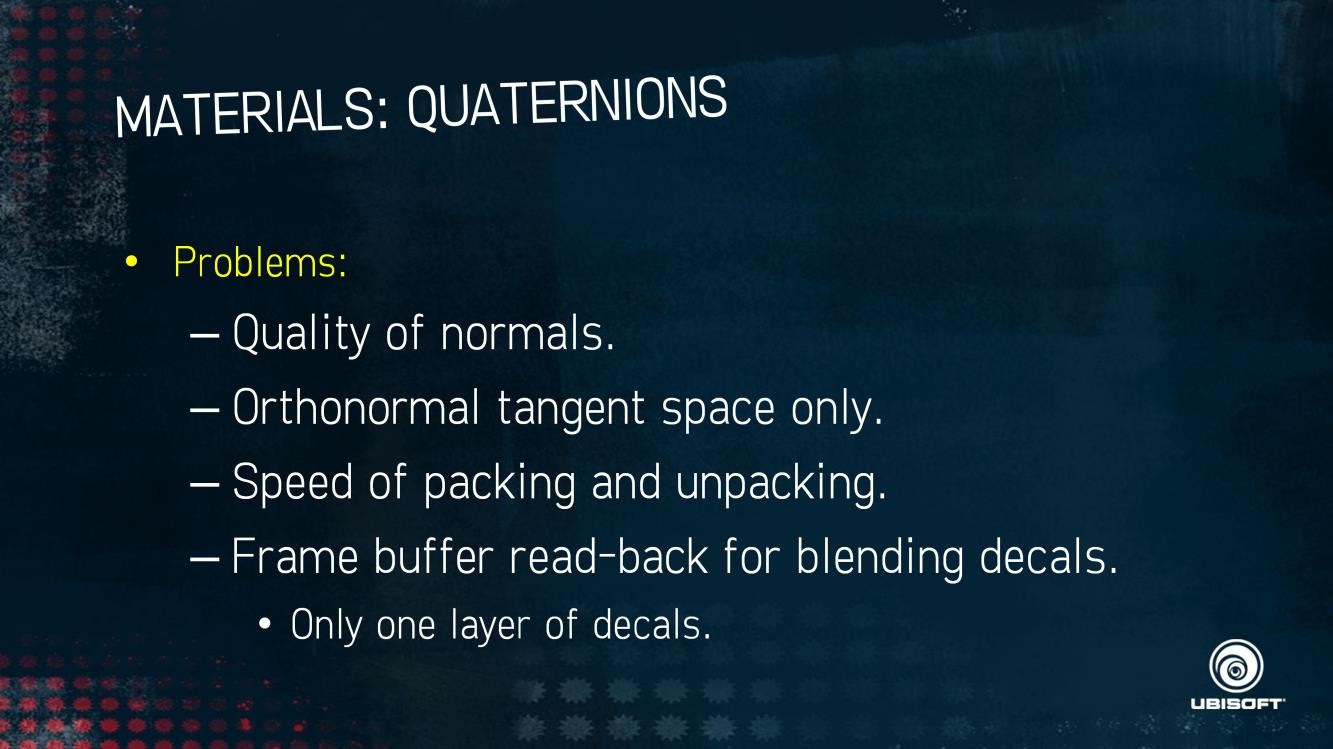 MATERIALS: QUATERNIONS
• Problems:
– Quality of normals.
– Orthonormal tangent space only.
– Speed of packing and unpacking.
– Frame buffer read-back for blending decals.
• Only one layer of decals.
UBISOFT